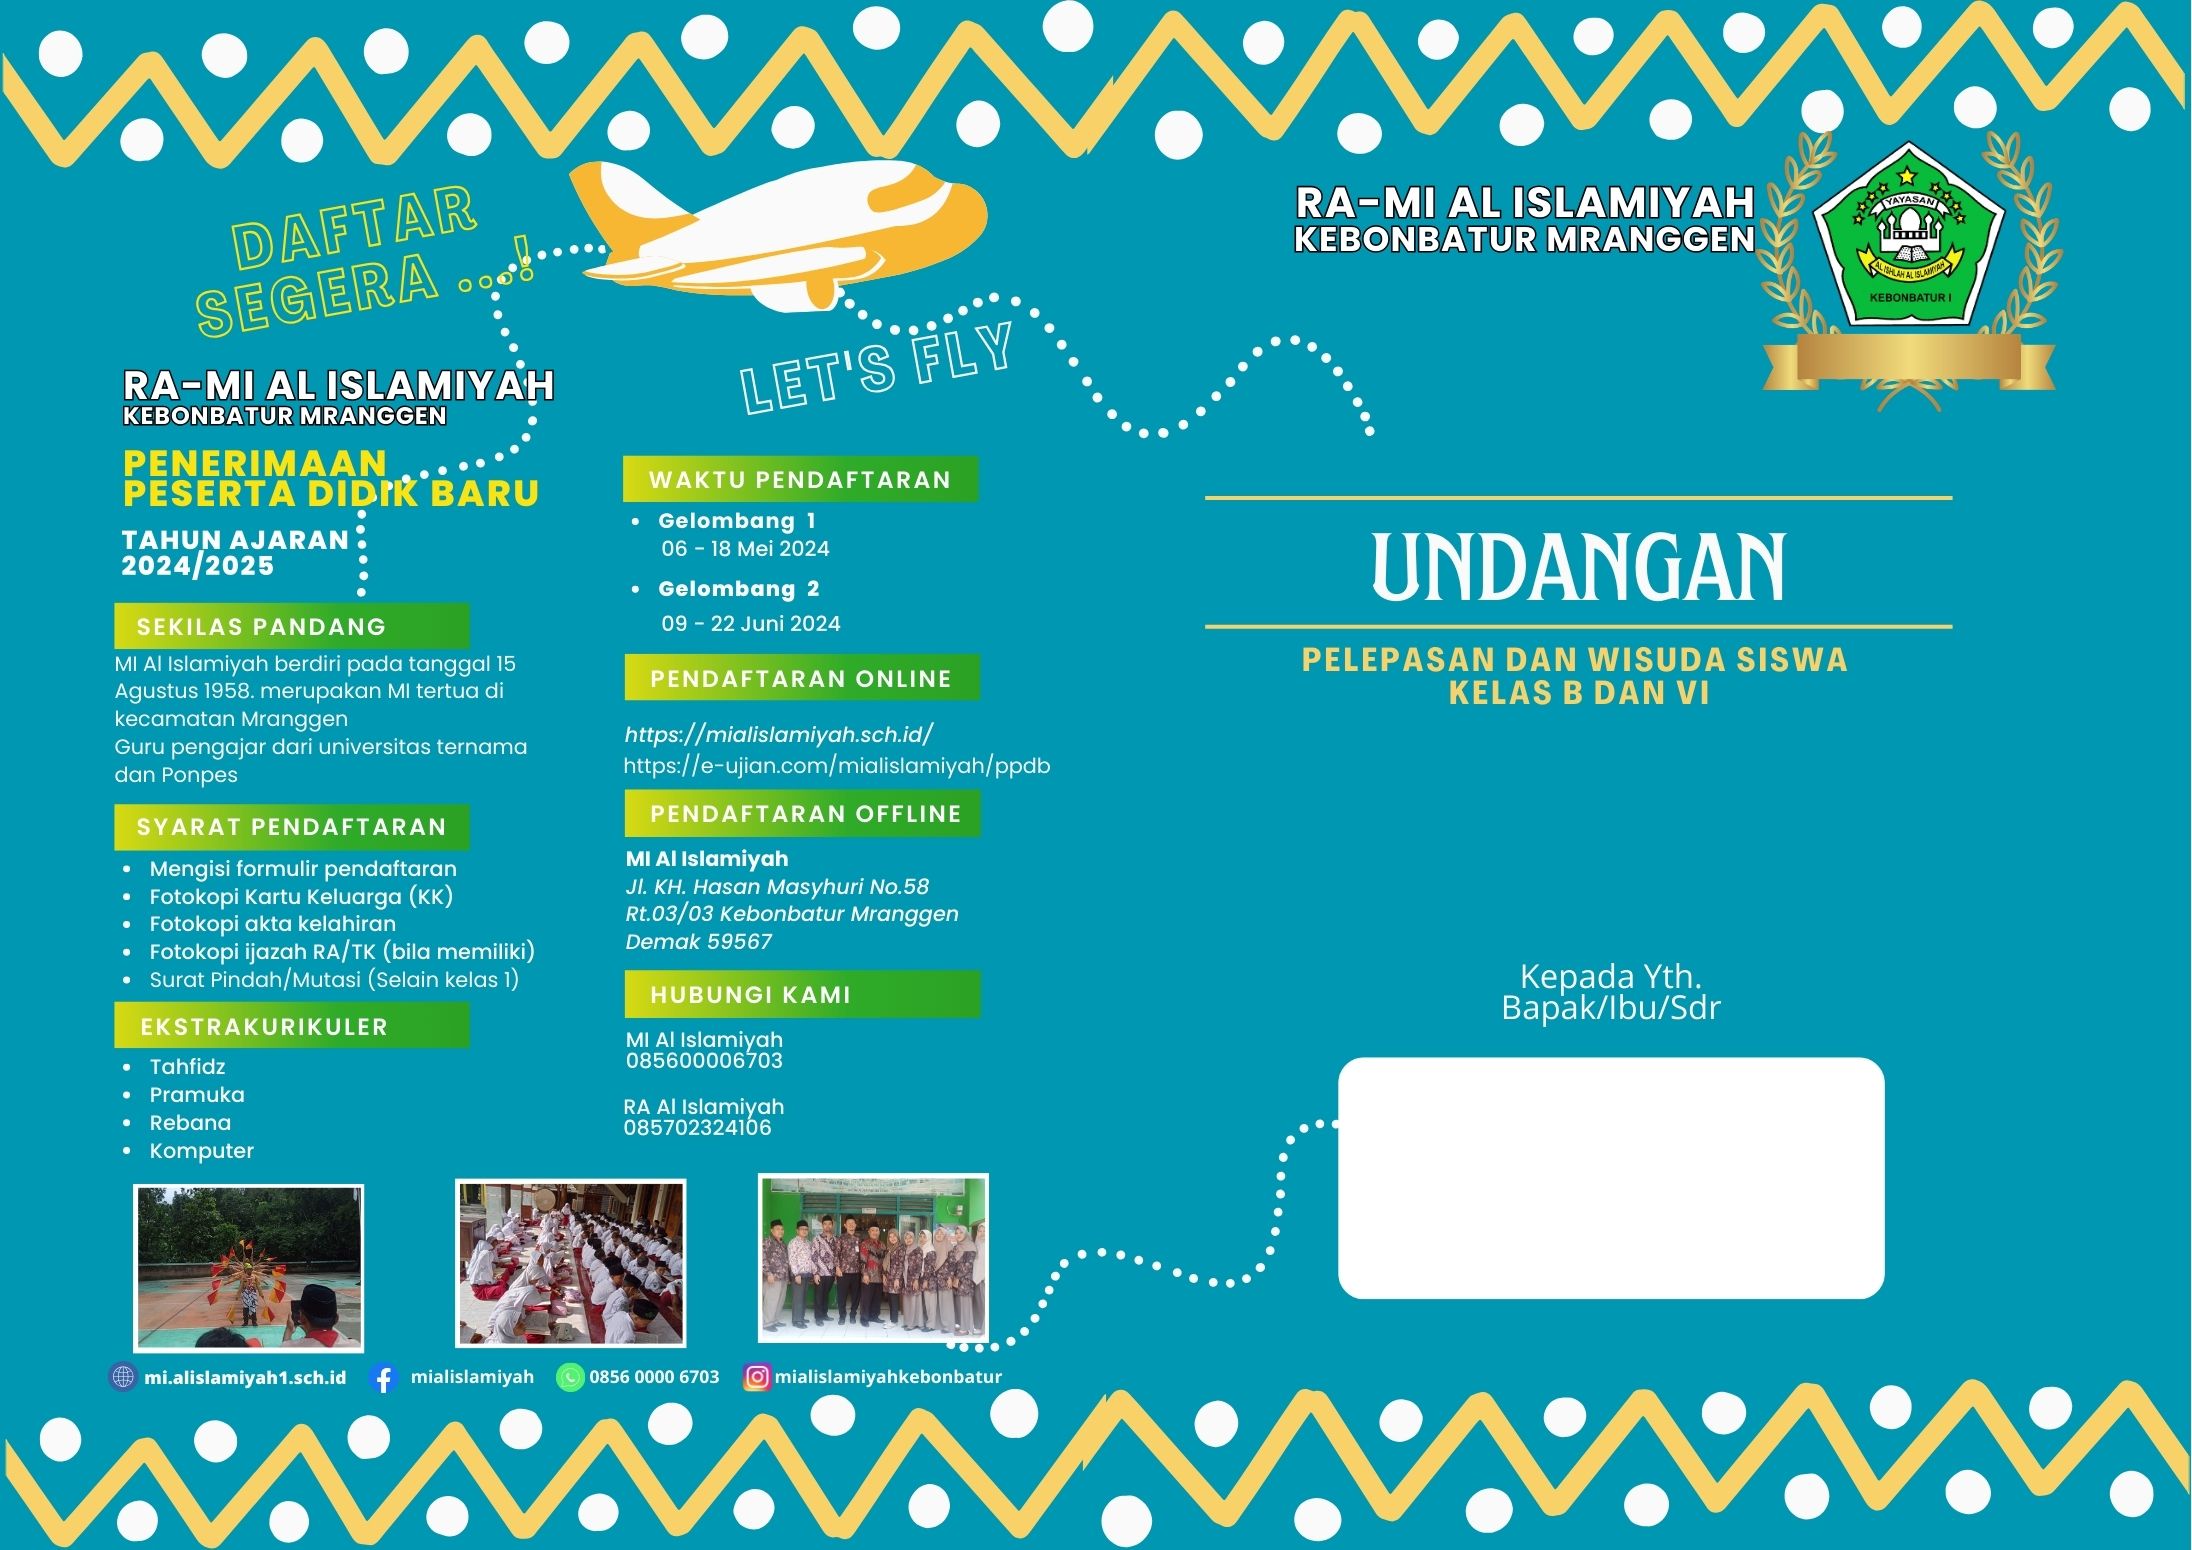 DAFTAR
SEGERA ...!
LET'S FLY
RA-MI AL ISLAMIYAH
KEBONBATUR MRANGGEN
PENERIMAAN
PESERTA DIDIK BARU
TAHUN AJARAN
2024/2025
SEKILAS PANDANG
MI Al Islamiyah berdiri pada tanggal 15
Agustus 1958. merupakan MI tertua di
kecamatan Mranggen
Guru pengajar dari universitas ternama
dan Ponpes
SYARAT PENDAFTARAN
• Mengisi formulir pendaftaran
• Fotokopi Kartu Keluarga (KK)
• Fotokopi akta kelahiran
• Fotokopi ijazah RA/TK (bila memiliki)
• Surat Pindah/Mutasi (Selain kelas 1)
EKSTRAKURIKULER
• Tahfidz
• Pramuka
• Rebana
• Komputer
WAKTU PENDAFTARAN
• Gelombang 1
06 - 18 Mei 2024
• Gelombang 2
09 - 22 Juni 2024
PENDAFTARAN ONLINE
https://mialislamiyah.sch.id/
https://e-ujian.com/mialislamiyah/ppdb
PENDAFTARAN OFFLINE
MI Al Islamiyah
Jl. KH. Hasan Masyhuri No.58
Rt.03/03 Kebonbatur Mranggen
Demak 59567
HUBUNGI KAMI
MI Al Islamiyah
085600006703
RA Al Islamiyah
085702324106
mi.alislamiyah1.sch.id
mialislamiyah
0856 0000 6703
mialislamiyahkebonbatur
RA-MI AL ISLAMIYAH
KEBONBATUR MRANGGEN
YAYASAN
AL ISHLAH AL ISLAMIYAH
KEBONBATUR I
UNDANGAN
PELEPASAN DAN WISUDA SISWA
KELAS B DAN VI
Kepada Yth.
Bapak/Ibu/Sdr